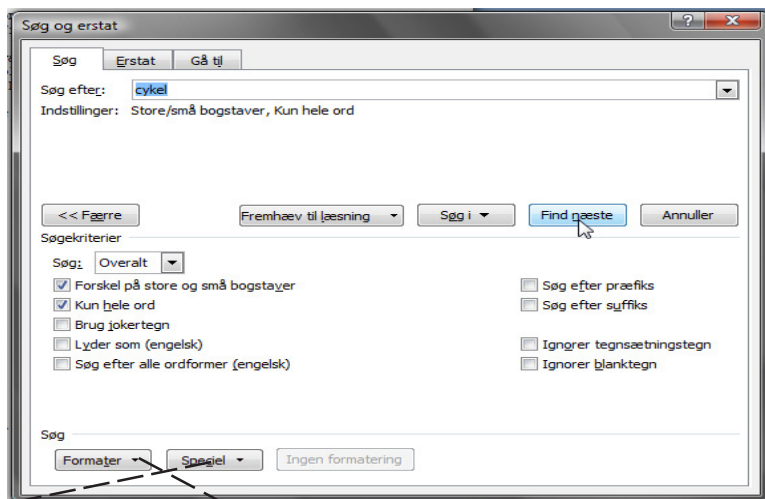 Søg og erstat
Søg Erstat Gå til
Søg efter: cykel
Indstillinger: Store/små bogstaver, Kun hele ord
<< Færre Fremhæv til læsning Søg i Find næste Annuller
Søgekriterier
Søg: Overalt
Forskel på store og små bogstaver Søg efter præfiks
Kun hele ord Søg efter suffiks
Brug jokertegn
Lyder som (engelsk) Ignorer tegnsætningstegn
Søg efter alle ordformer (engelsk) Ignorer blanktegn
Søg
Formater Speciel Ingen formatering